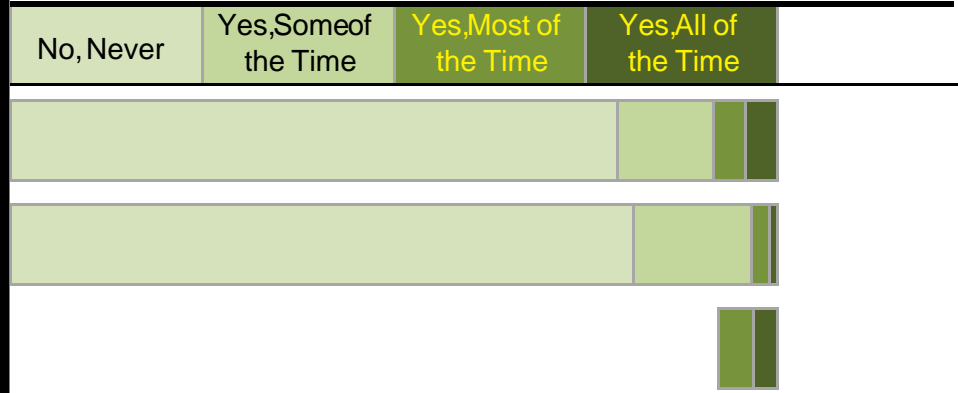 No, Never
Yes,Someof
the Time
Yes,Most of
the Time
Yes,All of
the Time